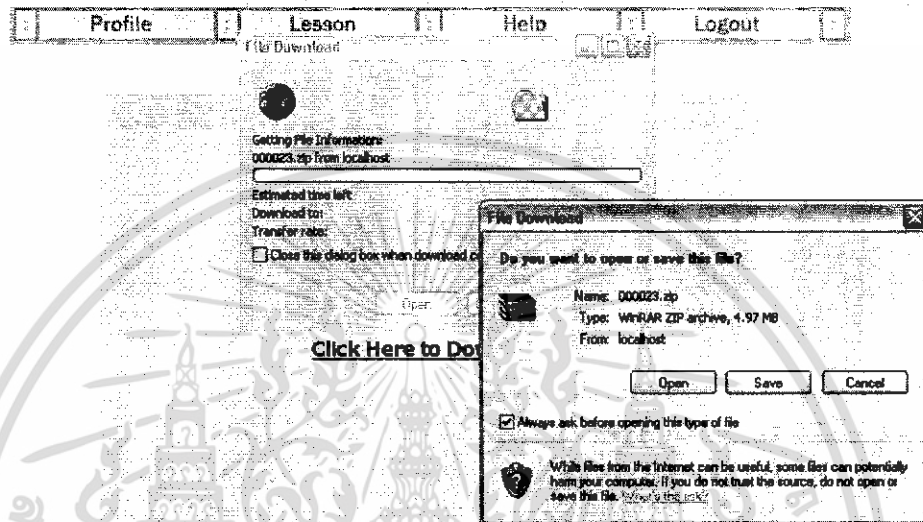 Profile Lesson Help Logout
File Download
Getting File Information:
000023.zip from localhost
Estimated time left
Download to:
Transfer rate:
Close this dialog box when download
Open
Click Here to Do
File Download
Do you want to open or save this file?
Name: 000023.zip
Type: WinRAR ZIP archive, 4.97 MB
From: localhost
Open Save Cancel
Always ask before opening this type of file
While files from the Internet can be useful, some files can potentially
harm your computer. If you do not trust the source, do not open or
save this file. What's the risk?